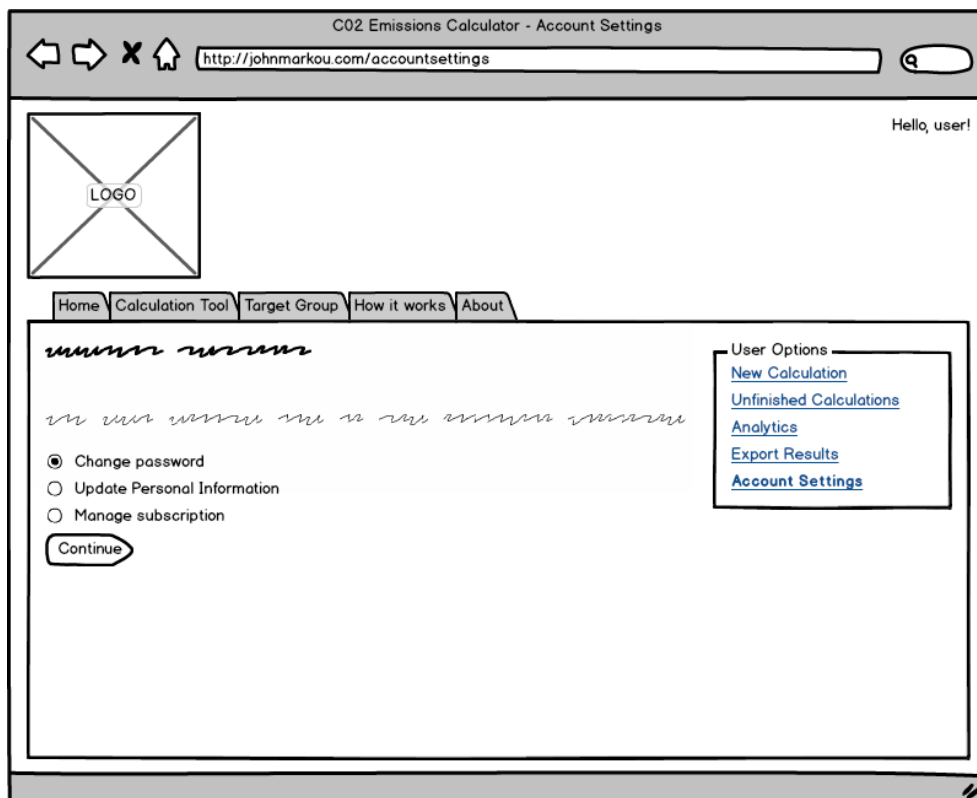 C02 Emissions Calculator - Account Settings
http://johnmarkou.com/accountsettings
Hello, user!
LOGO
Home Calculation Tool Target Group How it works About
User Options
New Calculation
Unfinished Calculations
Analytics
Export Results
Account Settings
Change password
Update Personal Information
Manage subscription
Continue